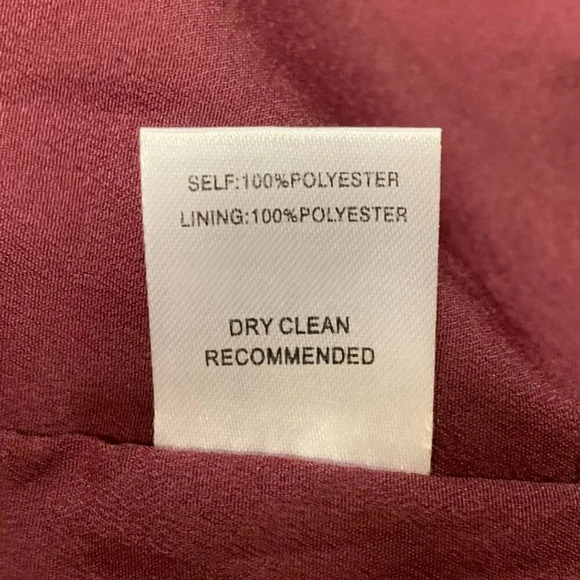 SELF:100%POLYESTER
LINING:100%POLYESTER
DRY CLEAN
RECOMMENDED